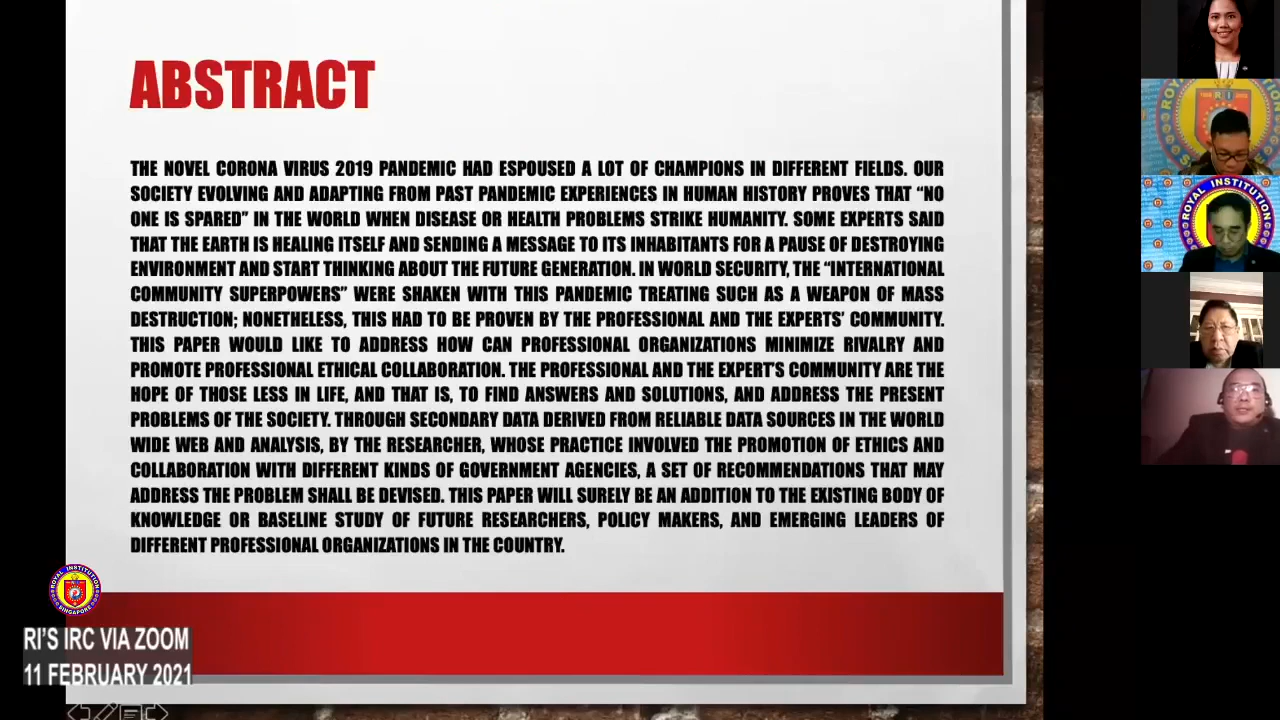 ABSTRACT
THE NOVEL CORONA VIRUS 2019 PANDEMIC HAD ESPOUSED A LOT OF CHAMPIONS IN DIFFERENT FIELDS. OUR
SOCIETY EVOLVING AND ADAPTING FROM PAST PANDEMIC EXPERIENCES IN HUMAN HISTORY PROVES THAT “NO
ONE IS SPARED” IN THE WORLD WHEN DISEASE OR HEALTH PROBLEMS STRIKE HUMANITY. SOME EXPERTS SAID
THAT THE EARTH IS HEALING ITSELF AND SENDING A MESSAGE TO ITS INHABITANTS FOR A PAUSE OF DESTROYING
ENVIRONMENT AND START THINKING ABOUT THE FUTURE GENERATION. IN WORLD SECURITY, THE “INTERNATIONAL
COMMUNITY SUPERPOWERS” WERE SHAKEN WITH THIS PANDEMIC TREATING SUCH AS A WEAPON OF MASS
DESTRUCTION; NONETHELESS, THIS HAD TO BE PROVEN BY THE PROFESSIONAL AND THE EXPERTS’ COMMUNITY.
THIS PAPER WOULD LIKE TO ADDRESS HOW CAN PROFESSIONAL ORGANIZATIONS MINIMIZE RIVALRY AND
PROMOTE PROFESSIONAL ETHICAL COLLABORATION. THE PROFESSIONAL AND THE EXPERT’S COMMUNITY ARE THE
HOPE OF THOSE LESS IN LIFE, AND THAT IS, TO FIND ANSWERS AND SOLUTIONS, AND ADDRESS THE PRESENT
PROBLEMS OF THE SOCIETY. THROUGH SECONDARY DATA DERIVED FROM RELIABLE DATA SOURCES IN THE WORLD
WIDE WEB AND ANALYSIS, BY THE RESEARCHER, WHOSE PRACTICE INVOLVED THE PROMOTION OF ETHICS AND
COLLABORATION WITH DIFFERENT KINDS OF GOVERNMENT AGENCIES, A SET OF RECOMMENDATIONS THAT MAY
ADDRESS THE PROBLEM SHALL BE DEVISED. THIS PAPER WILL SURELY BE AN ADDITION TO THE EXISTING BODY OF
KNOWLEDGE OR BASELINE STUDY OF FUTURE RESEARCHERS, POLICY MAKERS, AND EMERGING LEADERS OF
DIFFERENT PROFESSIONAL ORGANIZATIONS IN THE COUNTRY.
ROYAL INSTITUTION
SINGAPORE
RI'S IRC VIA ZOOM
11 FEBRUARY 2021
R I
ROYAL INSTITUTION